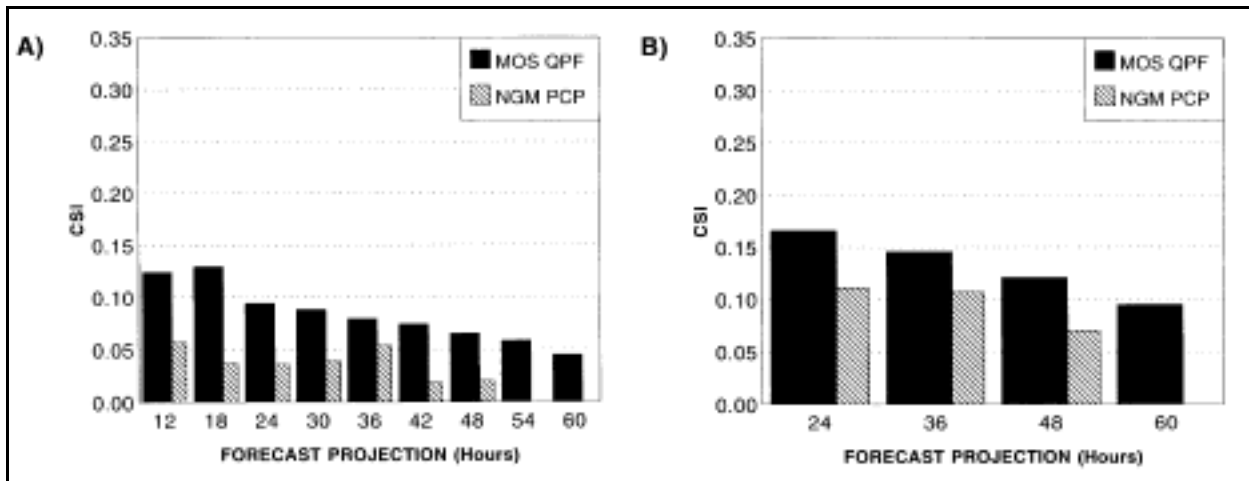 A)
0.35
0.30
0.25
0.20
0.15
0.10
0.05
0.00
CSI
MOS QPF
NGM PCP
12 18 24 30 36 42 48 54 60
FORECAST PROJECTION (Hours)
B)
0.35
0.30
0.25
0.20
0.15
0.10
0.05
0.00
CSI
MOS QPF
NGM PCP
24 36 48 60
FORECAST PROJECTION (Hours)